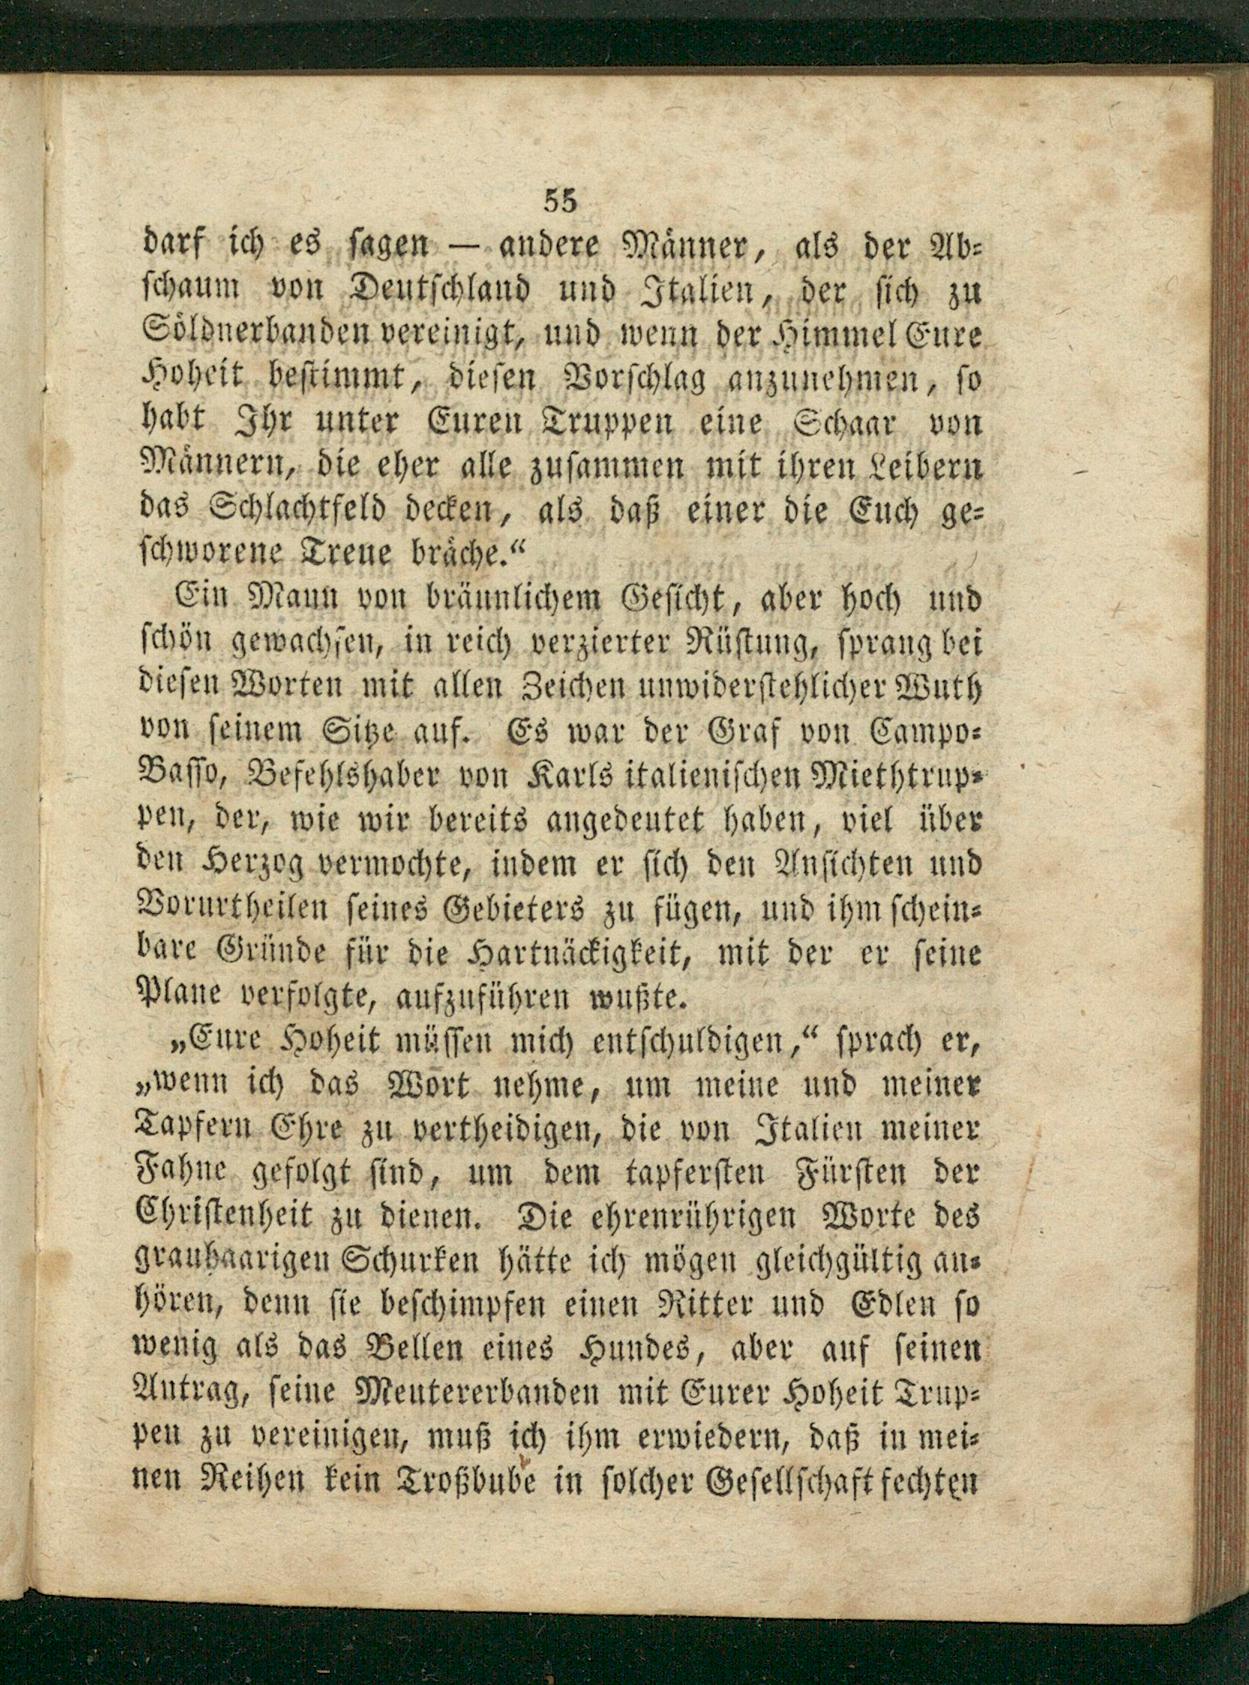 55
darf ich es sagen — andere Männer, als der Ab-
schaum von Deutschland und Italien, der sich zu
Söldnerbanden vereinigt, und wenn der Himmel Eure
Hoheit bestimmt, diesen Vorschlag anzunehmen, so
habt Ihr unter Euren Truppen eine Schaar von
Männern, die eher alle zusammen mit ihren Leibern
das Schlachtfeld decken, als daß einer die Euch ge-
schworene Treue bräche.“
Ein Mann von bräunlichem Gesicht, aber hoch und
schön gewachsen, in reich verzierter Rüstung, sprang bei
diesen Worten mit allen Zeichen unwiderstehlicher Wuth
von seinem Sitze auf. Es war der Graf von Campo-
Basso, Befehlshaber von Karls italienischen Miethtrup-
pen, der, wie wir bereits angedeutet haben, viel über
den Herzog vermochte, indem er sich den Ansichten und
Vorurtheilen seines Gebieters zu fügen, und ihm schein-
bare Gründe für die Hartnäckigkeit, mit der er seine
Plane verfolgte, aufzuführen wußte.
„Eure Hoheit müssen mich entschuldigen,“ sprach er,
„wenn ich das Wort nehme, um meine und meiner
Tapfern Ehre zu vertheidigen, die von Italien meiner
Fahne gefolgt sind, um dem tapfersten Fürsten der
Christenheit zu dienen. Die ehrenrührigen Worte des
grauhaarigen Schurken hätte ich mögen gleichgültig an-
hören, denn sie beschimpfen einen Ritter und Edlen so
wenig als das Bellen eines Hundes, aber auf seinen
Antrag, seine Meutererbanden mit Eurer Hoheit Trup-
pen zu vereinigen, muß ich ihm erwiedern, daß in mei-
nen Reihen kein Troßbube in solcher Gesellschaft fechten